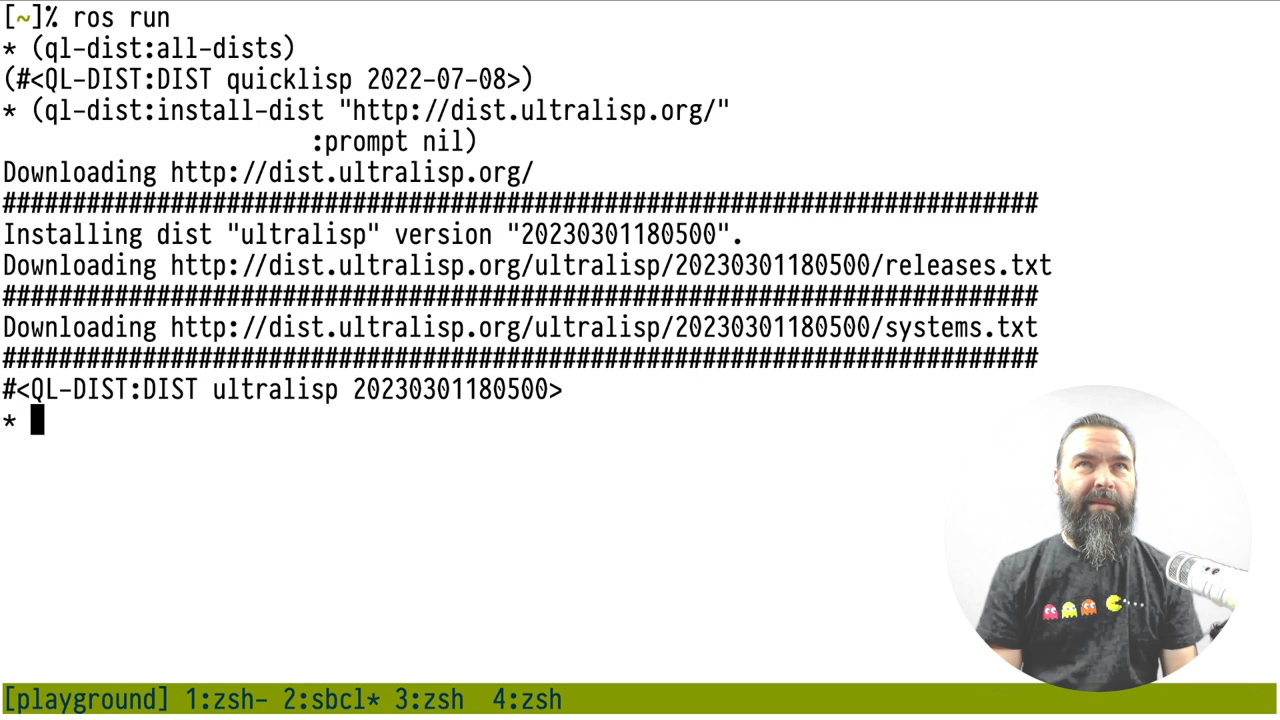 [~]% ros run
* (ql-dist:all-dists)
(#<QL-DIST:DIST quicklisp 2022-07-08>)
* (ql-dist:install-dist "http://dist.ultralisp.org/"
                      :prompt nil)
Downloading http://dist.ultralisp.org/
##########################################################################
Installing dist "ultralisp" version "20230301180500".
Downloading http://dist.ultralisp.org/ultralisp/20230301180500/releases.txt
##########################################################################
Downloading http://dist.ultralisp.org/ultralisp/20230301180500/systems.txt
##########################################################################
#<QL-DIST:DIST ultralisp 20230301180500>
*
[playground] 1:zsh- 2:sbcl* 3:zsh  4:zsh